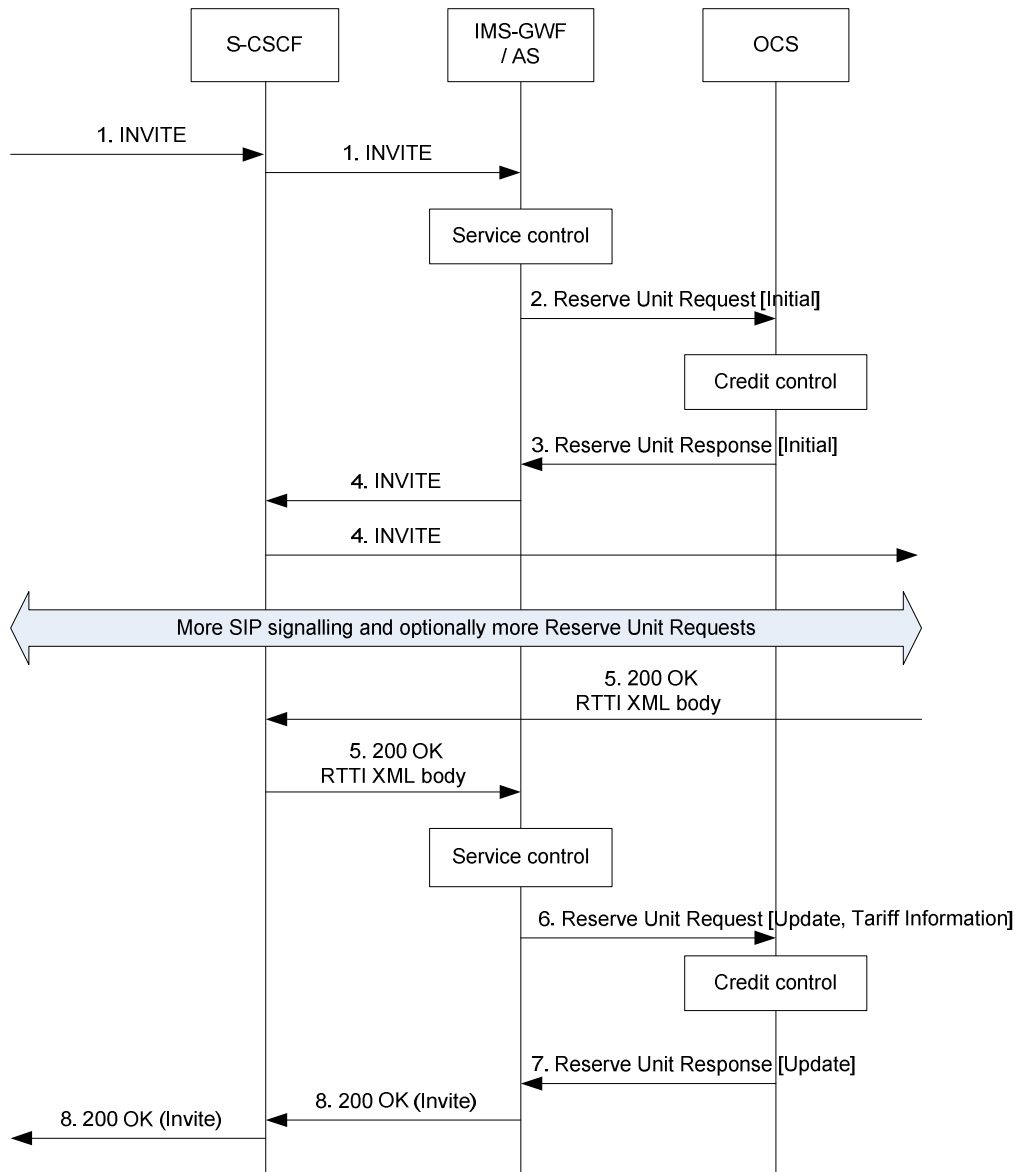 S-CSCF
IMS-GWF
/ AS
OCS
1. INVITE
1. INVITE
Service control
2. Reserve Unit Request [Initial]
Credit control
3. Reserve Unit Response [Initial]
4. INVITE
4. INVITE
More SIP signalling and optionally more Reserve Unit Requests
5. 200 OK
RTTI XML body
5. 200 OK
RTTI XML body
Service control
6. Reserve Unit Request [Update, Tariff Information]
Credit control
7. Reserve Unit Response [Update]
8. 200 OK (Invite)
8. 200 OK (Invite)